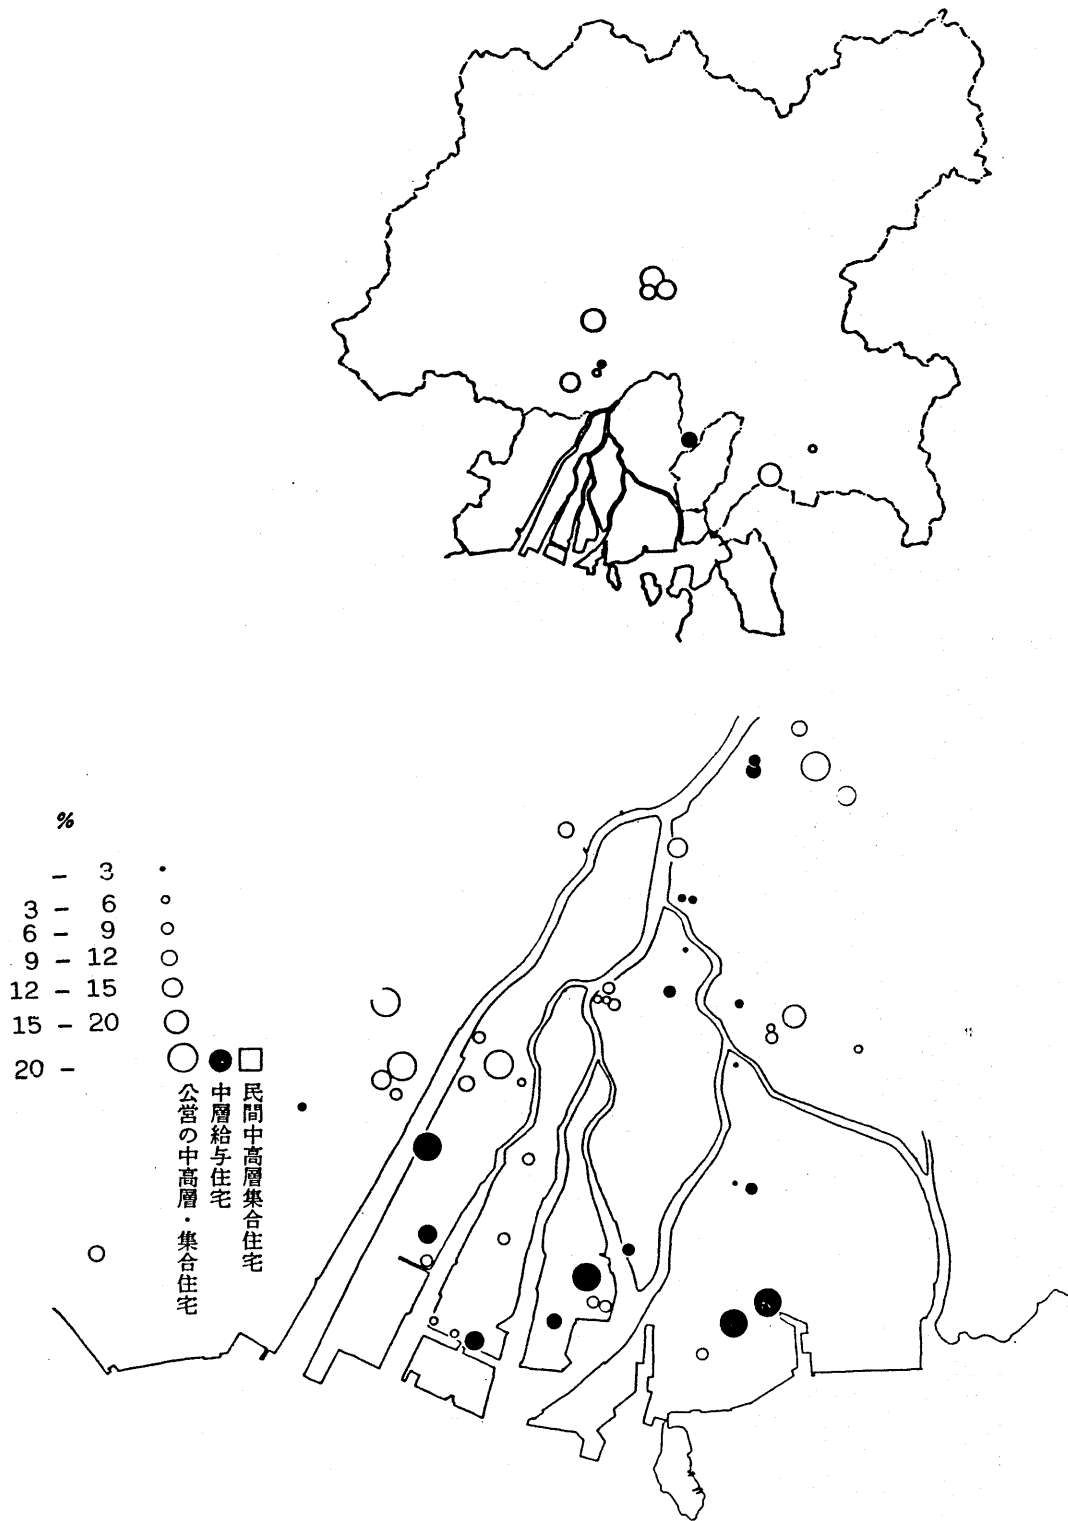 %
– 3
3 – 6
6 – 9
9 – 12
12 – 15
15 – 20
20 –
民間中高層集合住宅
中層給与住宅
公営の中高層・集合住宅